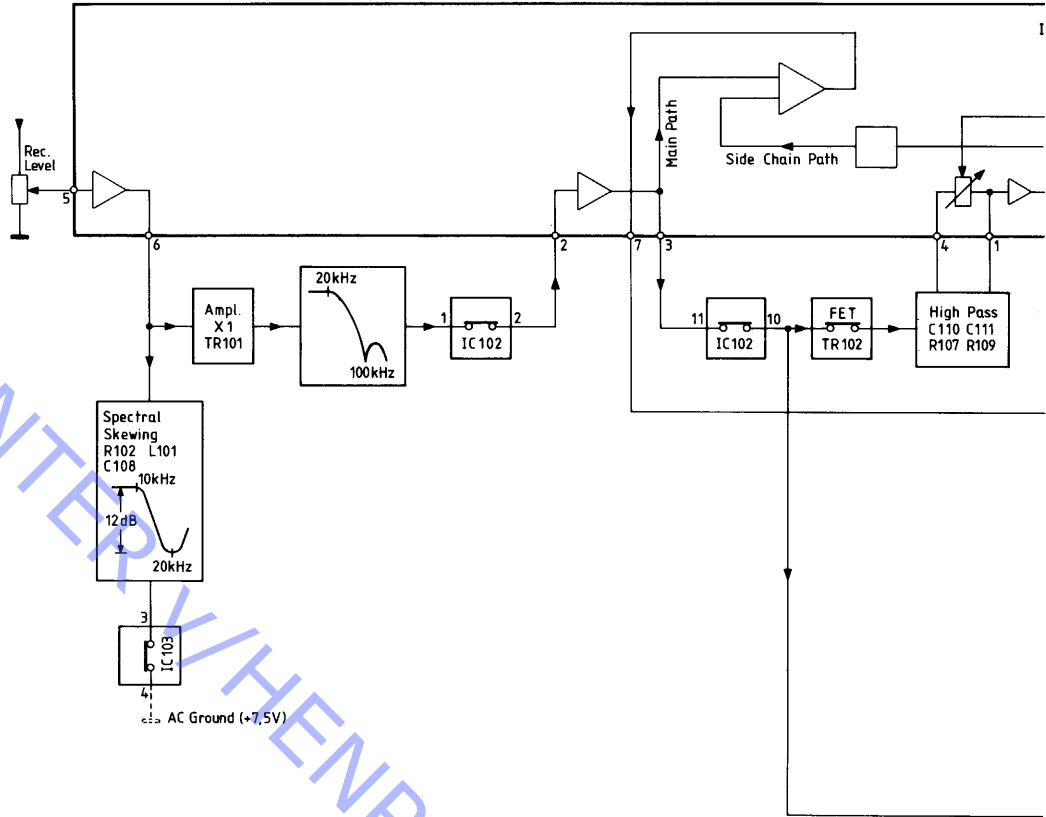 I
Rec.
Level
5
6
Main Path
Side Chain Path
2
7
3
4
1
Ampl.
X1
TR101
20kHz
100kHz
1
2
IC102
11
10
IC102
FET
TR102
High Pass
C110 C111
R107 R109
Spectral
Skewing
R102 L101
C108
10kHz
12dB
20kHz
3
IC103
4
AC Ground (+7,5V)
NTER V/HENR